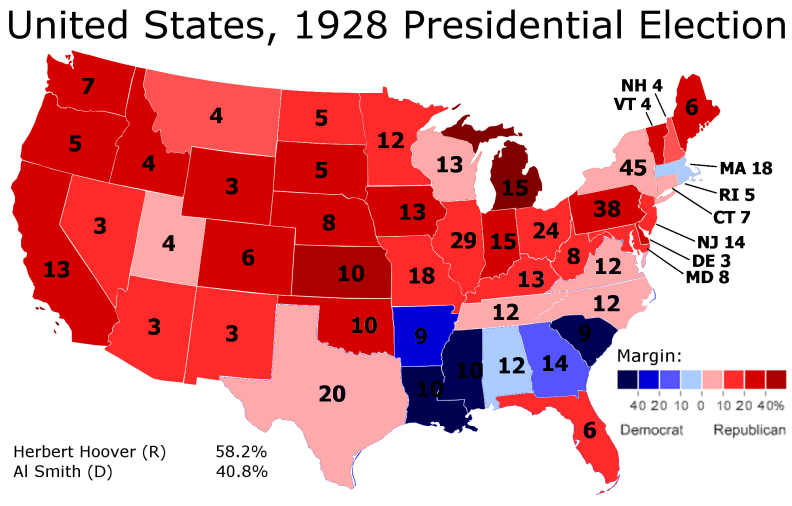 United States, 1928 Presidential Election
NH 4
VT 4
7
4
5
12
6
5
4
3
5
13
15
45
MA 18
RI 5
CT 7
NJ 14
DE 3
MD 8
3
4
6
8
13
29
15
24
38
13
10
18
13
8
12
3
3
10
9
12
12
20
10
10
12
14
9
6
Margin:
40 20 10 0 10 20 40%
Democrat Republican
Herbert Hoover (R) 58.2%
Al Smith (D) 40.8%